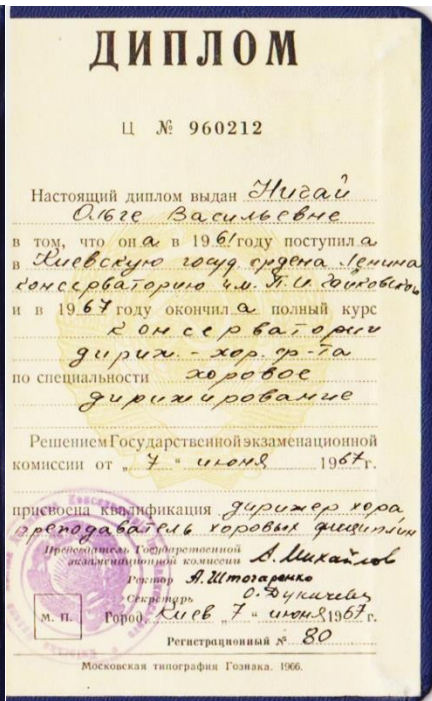 ДИПЛОМ
Ц № 960212
Настоящий диплом выдан Нигай
Ольге Васильевне
в том, что она в 1961 году поступила
в Киевскую госуд. ордена Ленина
консерваторию им. П. И. Чайковского
и в 1967 году окончила полный курс
консерватории
дириж.-хор. ф-та
по специальности хоровое
дирижирование
Решением Государственной экзаменационной
комиссии от „7“ июня 1967 г.
присвоена квалификация дирижер хора
преподаватель хоровых дисциплин
Председатель Государственной
экзаменационной комиссии А. Михайлов
Ректор А. Штогаренко
Секретарь О.
М. П. Город Киев „7“ июня 1967 г.
Регистрационный № 80
Московская типография Гознака. 1966.